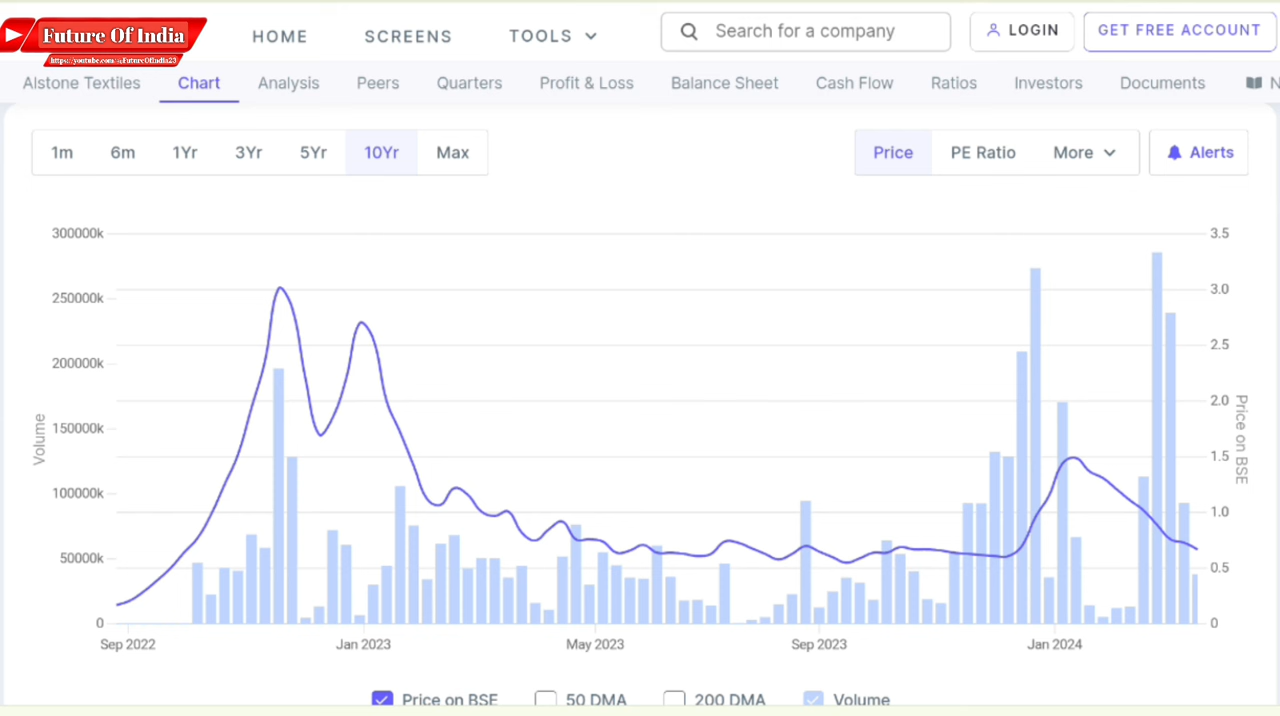 Future Of India
https://youtube.com/@FutureOfIndia23
HOME SCREENS TOOLS
Search for a company
LOGIN
GET FREE ACCOUNT
Alstone Textiles Chart Analysis Peers Quarters Profit & Loss Balance Sheet Cash Flow Ratios Investors Documents N
1m 6m 1Yr 3Yr 5Yr 10Yr Max
Price PE Ratio More
Alerts
300000k
250000k
200000k
150000k
100000k
50000k
0
Volume
3.5
3.0
2.5
2.0
1.5
1.0
0.5
0
Price on BSE
Sep 2022 Jan 2023 May 2023 Sep 2023 Jan 2024
Price on BSE 50 DMA 200 DMA Volume